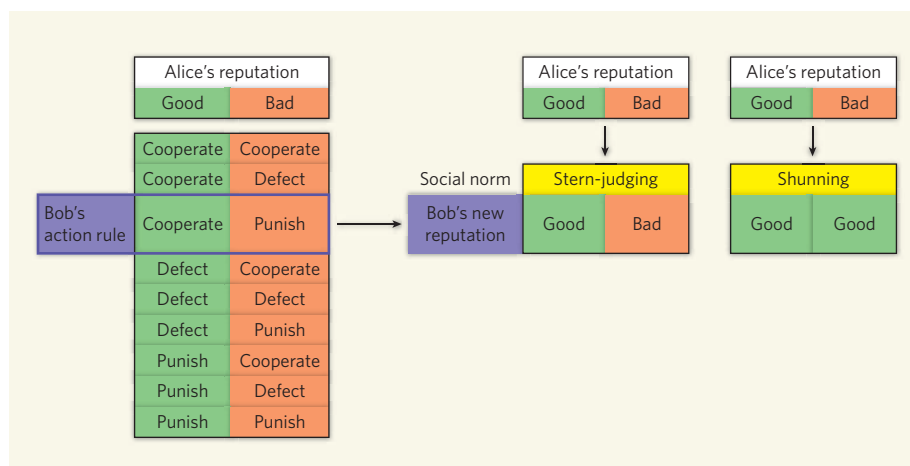 Alice's reputation
Good Bad
Cooperate Cooperate
Cooperate Defect
Bob's
action rule
Cooperate Punish
Defect Cooperate
Defect Defect
Defect Punish
Punish Cooperate
Punish Defect
Punish Punish
Alice's reputation
Good Bad
Social norm
Stern-judging
Bob's new
reputation
Good Bad
Alice's reputation
Good Bad
Shunning
Good Good